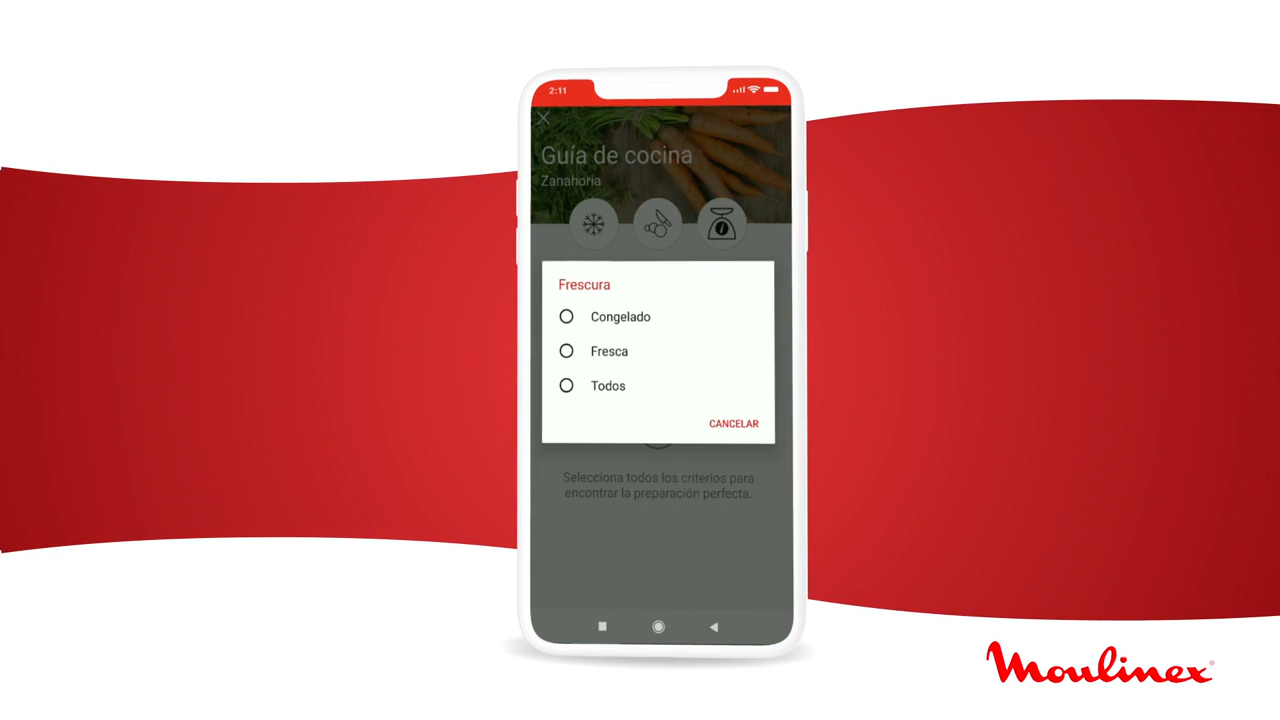 2:11
Guía de cocina
Zanahoria
Frescura
Congelado
Fresca
Todos
CANCELAR
Selecciona todos los criterios para
encontrar la preparación perfecta.
Moulinex